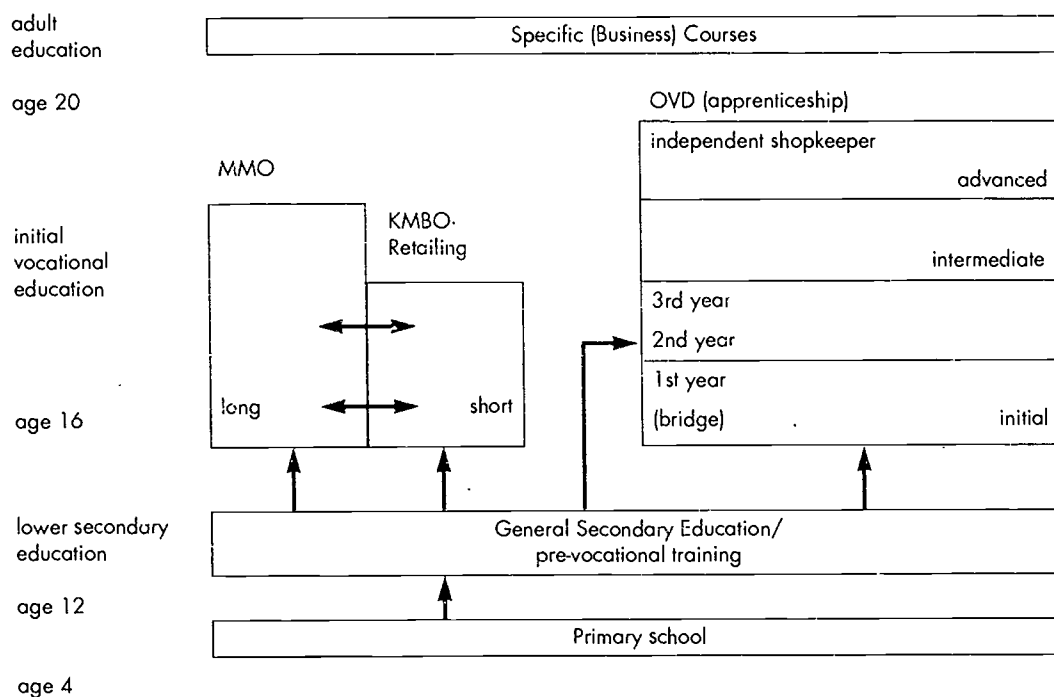 adult
education
Specific (Business) Courses
age 20
OVD (apprenticeship)
independent shopkeeper
advanced
MMO
KMBO-
Retailing
initial
vocational
education
intermediate
3rd year
2nd year
1st year
(bridge)
initial
long
short
age 16
lower secondary
education
General Secondary Education/
pre-vocational training
age 12
Primary school
age 4